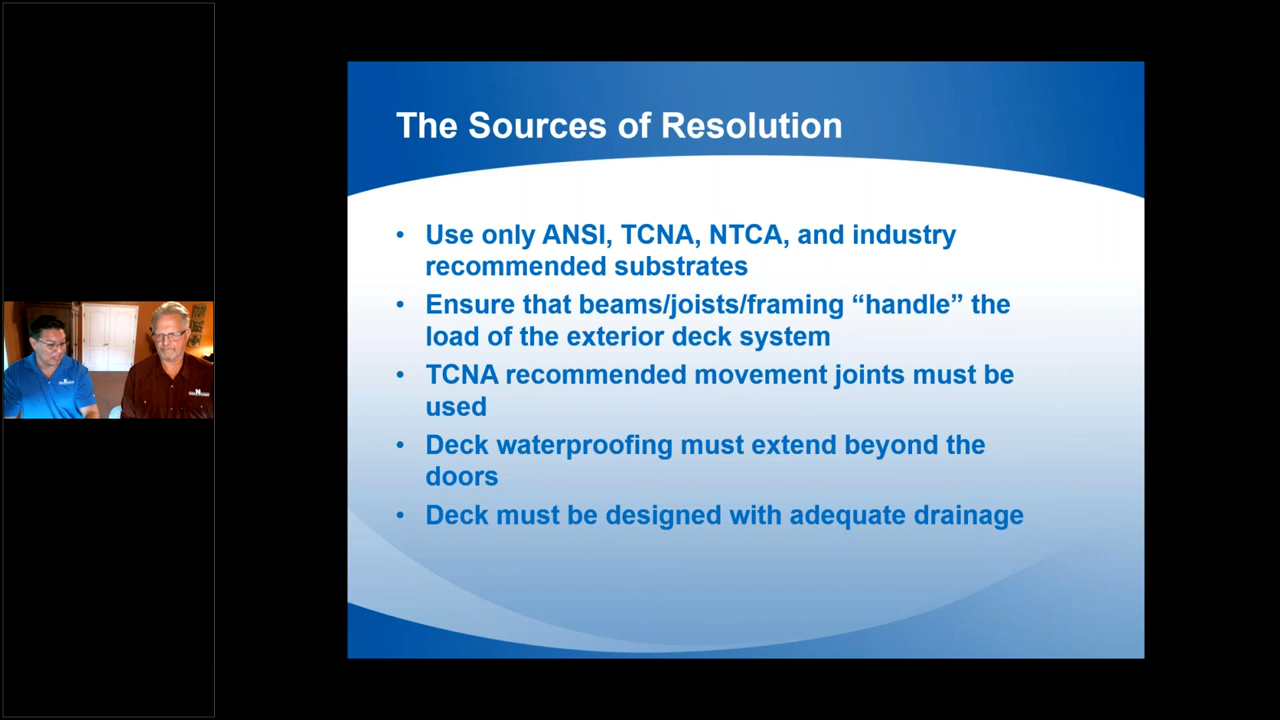 The Sources of Resolution
• Use only ANSI, TCNA, NTCA, and industry
recommended substrates
• Ensure that beams/joists/framing “handle” the
load of the exterior deck system
• TCNA recommended movement joints must be
used
• Deck waterproofing must extend beyond the
doors
• Deck must be designed with adequate drainage